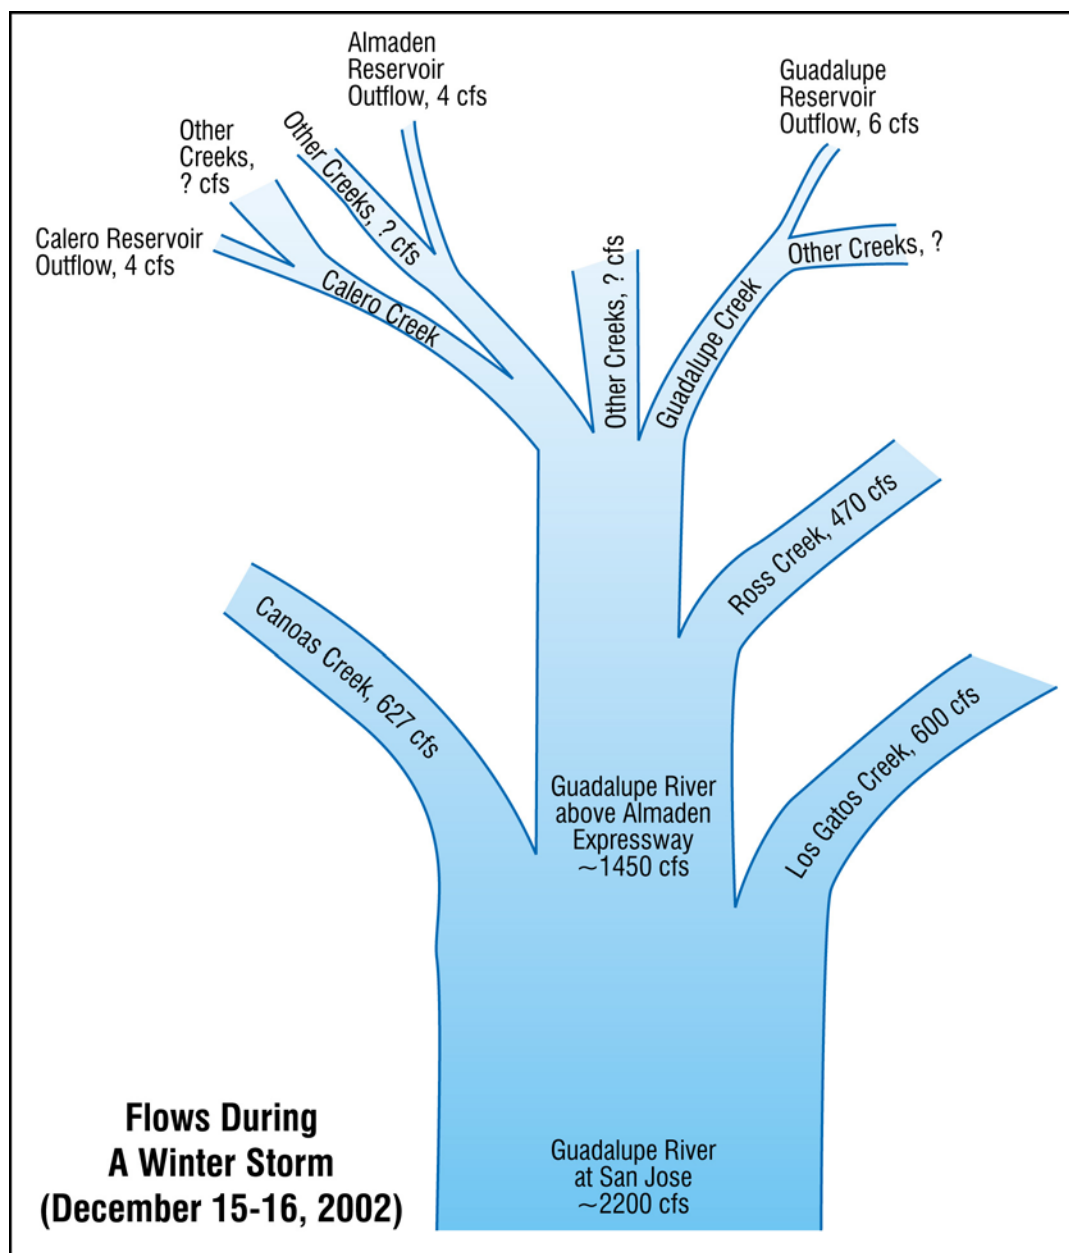 Almaden
Reservoir
Outflow, 4 cfs
Guadalupe
Reservoir
Outflow, 6 cfs
Other
Creeks,
? cfs
Other Creeks, ? cfs
Calero Reservoir
Outflow, 4 cfs
Calero Creek
Other Creeks, ? cfs
Other Creeks, ?
Guadalupe Creek
Ross Creek, 470 cfs
Canoas Creek, 627 cfs
Los Gatos Creek, 600 cfs
Guadalupe River
above Almaden
Expressway
~1450 cfs
Flows During
A Winter Storm
(December 15-16, 2002)
Guadalupe River
at San Jose
~2200 cfs